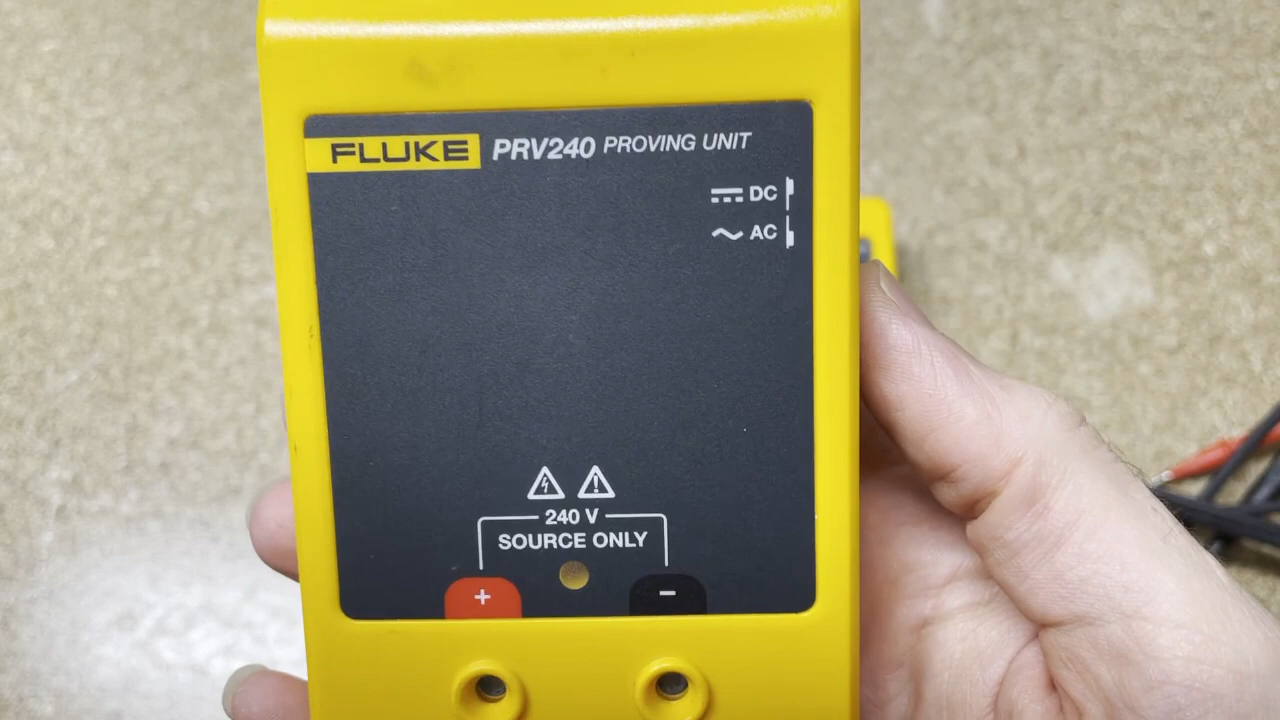 FLUKE PRV240 PROVING UNIT
⎓ DC
~ AC
240 V
SOURCE ONLY
+ −